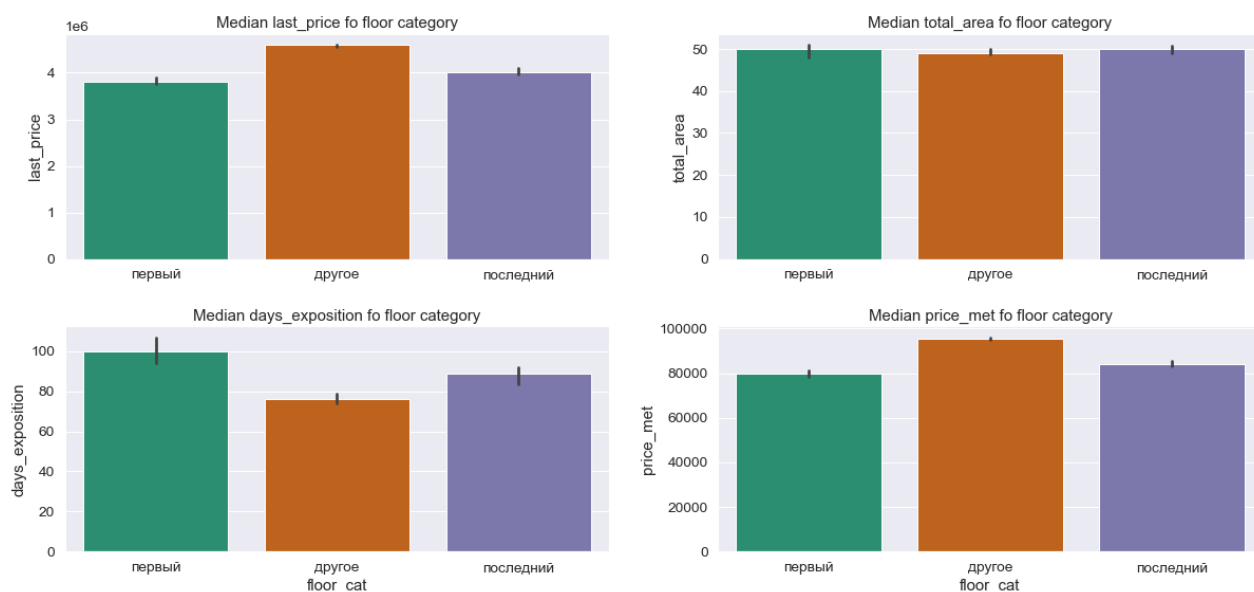 Median last_price fo floor category
1e6
4
3
2
1
0
last_price
первый другое последний
Median total_area fo floor category
50
40
30
20
10
0
total_area
первый другое последний
Median days_exposition fo floor category
100
80
60
40
20
0
days_exposition
первый другое последний
floor_cat
Median price_met fo floor category
100000
80000
60000
40000
20000
0
price_met
первый другое последний
floor_cat